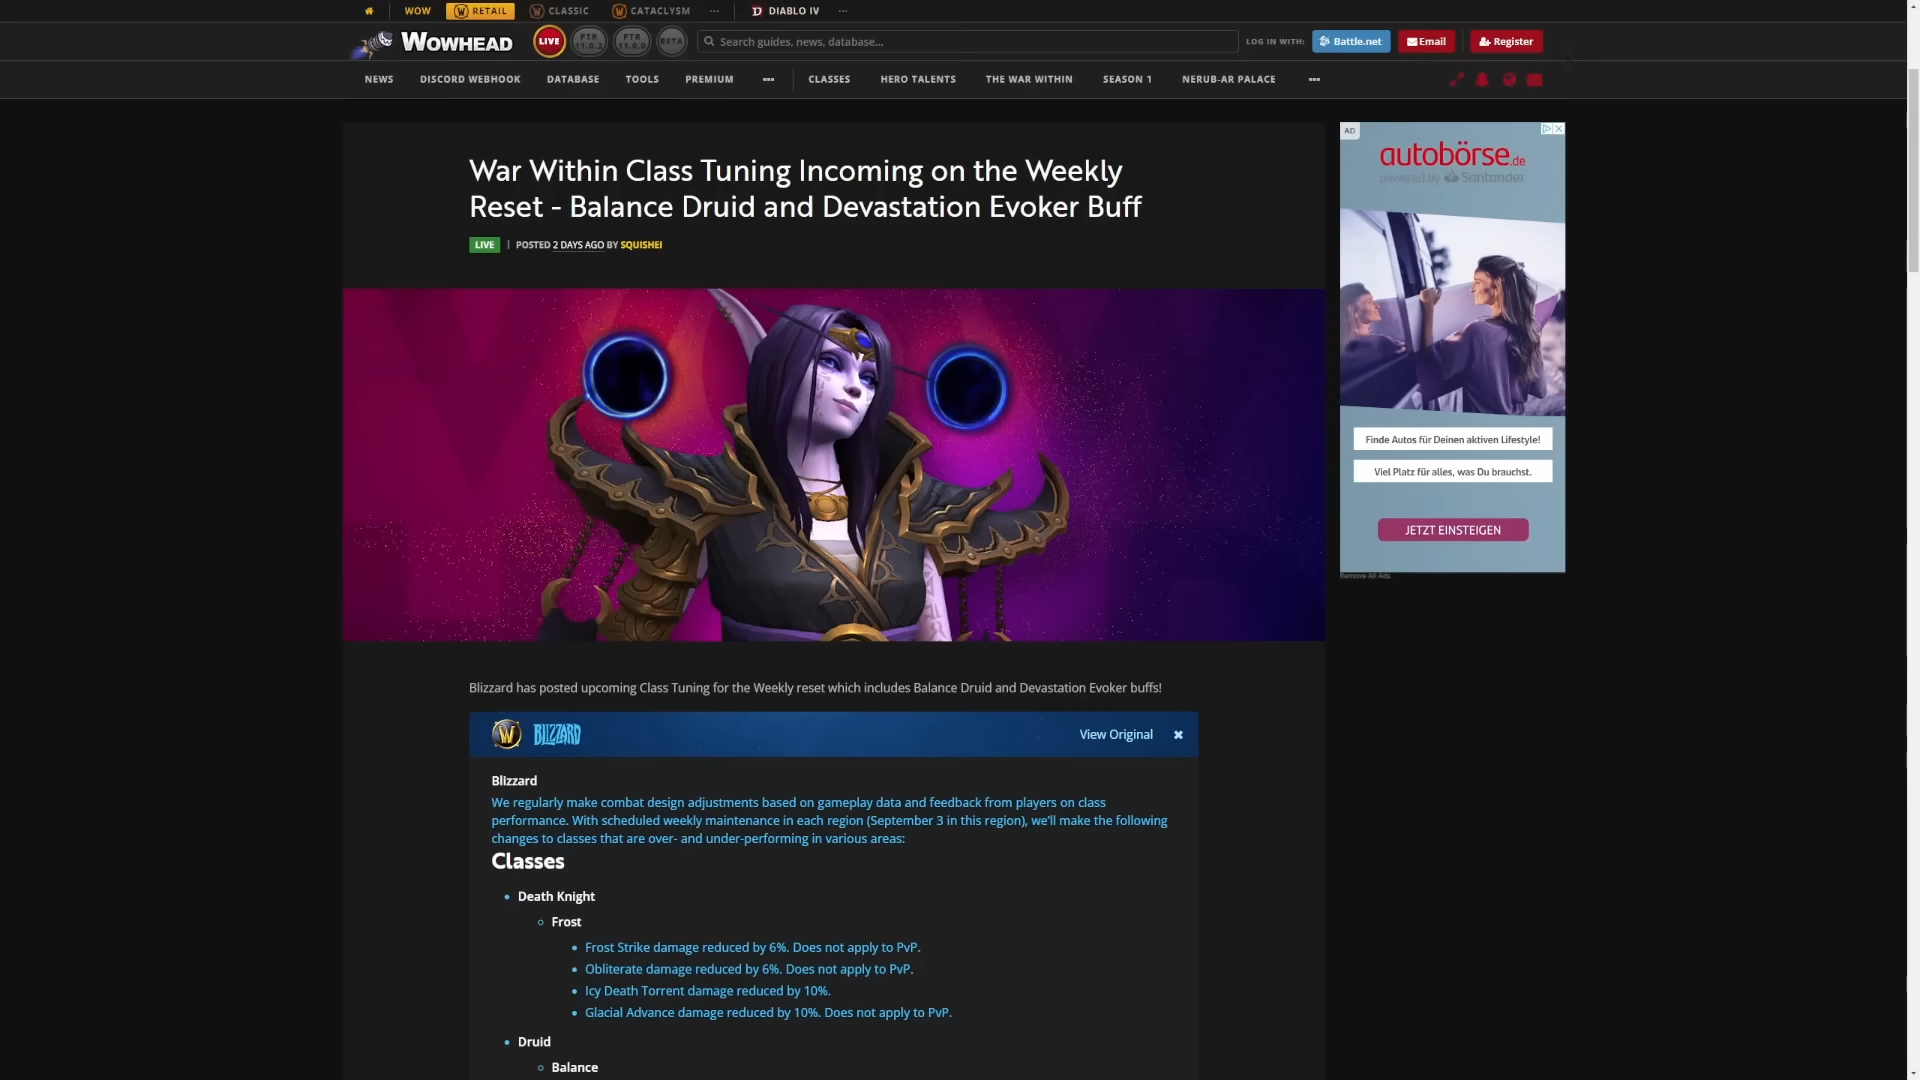 WOW RETAIL CLASSIC CATACLYSM ... DIABLO IV ...
WOWHEAD LIVE PTR 11.0.2 PTR 11.0.0 BETA Search guides, news, database... LOG IN WITH: Battle.net Email Register
NEWS DISCORD WEBHOOK DATABASE TOOLS PREMIUM ... CLASSES HERO TALENTS THE WAR WITHIN SEASON 1 NERUB-AR PALACE ...
War Within Class Tuning Incoming on the Weekly
Reset - Balance Druid and Devastation Evoker Buff
LIVE | POSTED 2 DAYS AGO BY SQUISHEI
AD
autobörse.de
powered by Santander
Finde Autos für Deinen aktiven Lifestyle!
Viel Platz für alles, was Du brauchst.
JETZT EINSTEIGEN
Remove All Ads
Blizzard has posted upcoming Class Tuning for the Weekly reset which includes Balance Druid and Devastation Evoker buffs!
W BLIZZARD View Original ✖
Blizzard
We regularly make combat design adjustments based on gameplay data and feedback from players on class
performance. With scheduled weekly maintenance in each region (September 3 in this region), we'll make the following
changes to classes that are over- and under-performing in various areas:
Classes
• Death Knight
◦ Frost
▪ Frost Strike damage reduced by 6%. Does not apply to PvP.
▪ Obliterate damage reduced by 6%. Does not apply to PvP.
▪ Icy Death Torrent damage reduced by 10%.
▪ Glacial Advance damage reduced by 10%. Does not apply to PvP.
• Druid
◦ Balance